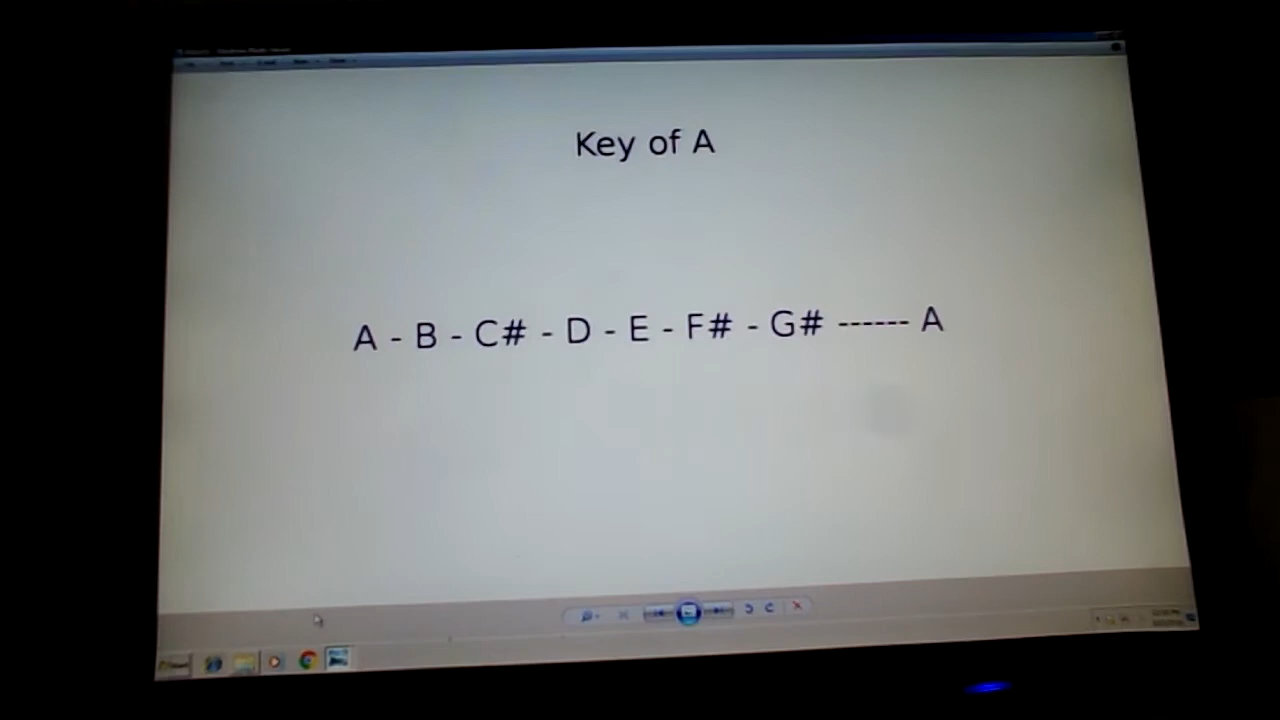 Key of A
A - B - C# - D - E - F# - G# ------ A